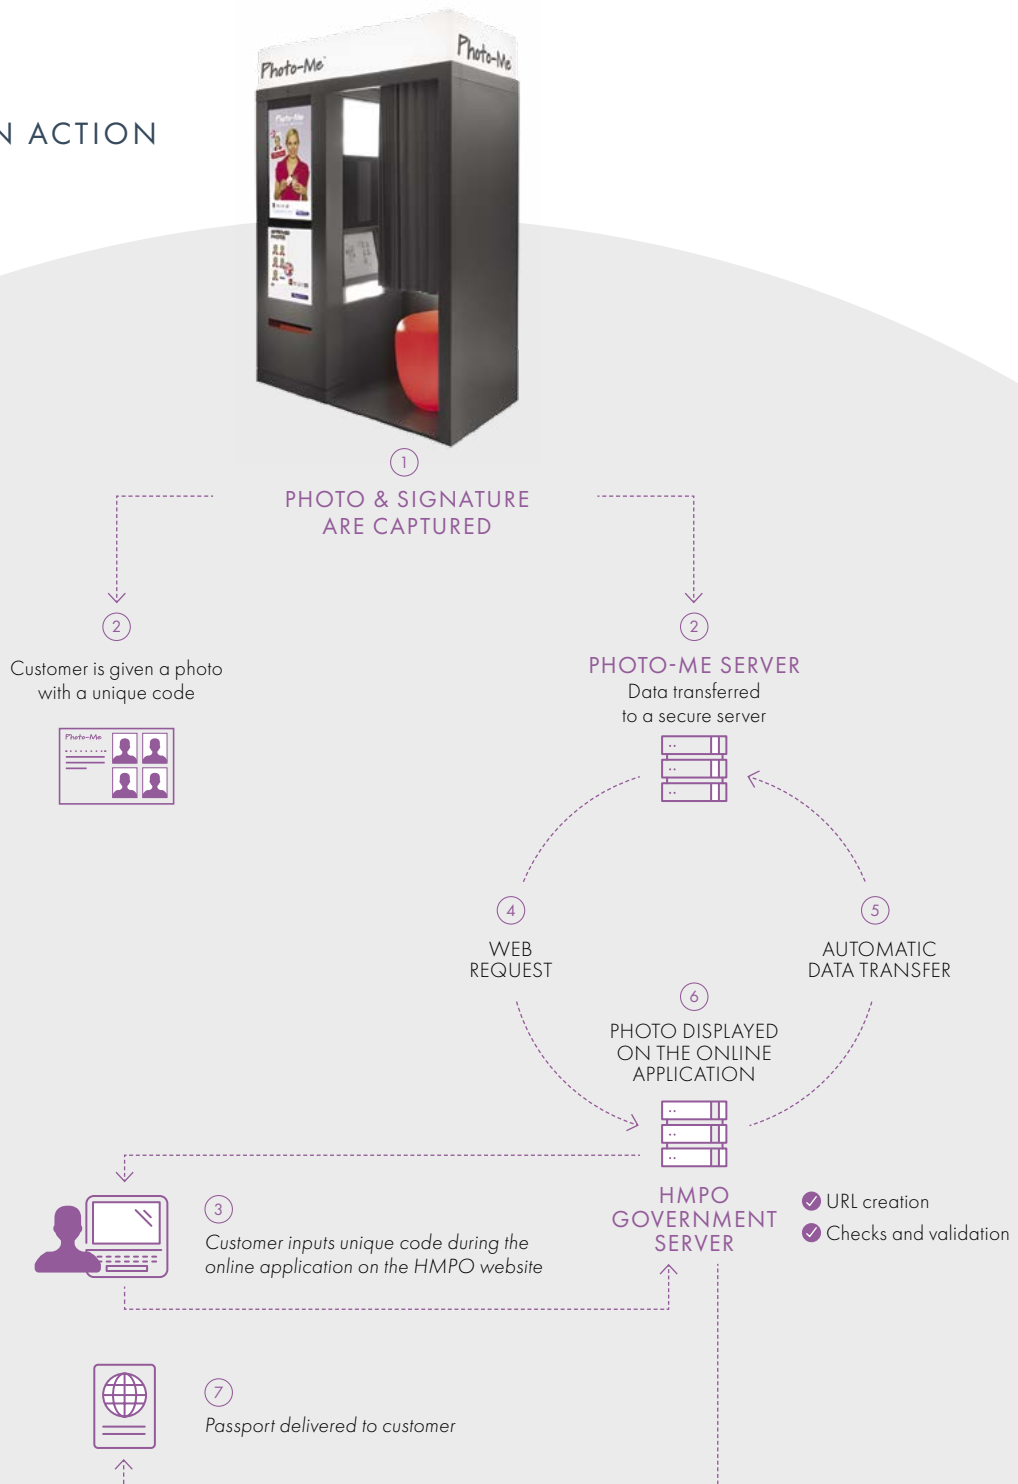 Photo-Me
Photo-Me
N ACTION
Photo-Me
1
PHOTO & SIGNATURE
ARE CAPTURED
2
Customer is given a photo
with a unique code
Photo-Me
2
PHOTO-ME SERVER
Data transferred
to a secure server
4
WEB
REQUEST
5
AUTOMATIC
DATA TRANSFER
6
PHOTO DISPLAYED
ON THE ONLINE
APPLICATION
HMPO
GOVERNMENT
SERVER
URL creation
Checks and validation
3
Customer inputs unique code during the
online application on the HMPO website
7
Passport delivered to customer